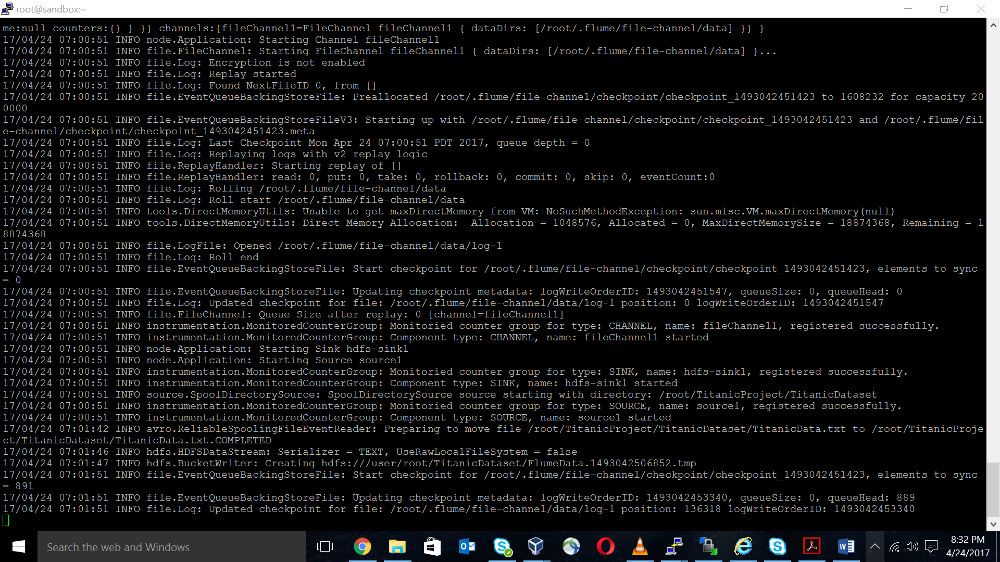 root@sandbox:~
me:null counters:{} } }} channels:{fileChannel1=FileChannel fileChannel1 { dataDirs: [/root/.flume/file-channel/data] }} }
17/04/24 07:00:51 INFO node.Application: Starting Channel fileChannel1
17/04/24 07:00:51 INFO file.FileChannel: Starting FileChannel fileChannel1 { dataDirs: [/root/.flume/file-channel/data] }...
17/04/24 07:00:51 INFO file.Log: Encryption is not enabled
17/04/24 07:00:51 INFO file.Log: Replay started
17/04/24 07:00:51 INFO file.Log: Found NextFileID 0, from []
17/04/24 07:00:51 INFO file.EventQueueBackingStoreFile: Preallocated /root/.flume/file-channel/checkpoint/checkpoint_1493042451423 to 1608232 for capacity 20
0000
17/04/24 07:00:51 INFO file.EventQueueBackingStoreFileV3: Starting up with /root/.flume/file-channel/checkpoint/checkpoint_1493042451423 and /root/.flume/fil
e-channel/checkpoint/checkpoint_1493042451423.meta
17/04/24 07:00:51 INFO file.Log: Last Checkpoint Mon Apr 24 07:00:51 PDT 2017, queue depth = 0
17/04/24 07:00:51 INFO file.Log: Replaying logs with v2 replay logic
17/04/24 07:00:51 INFO file.ReplayHandler: Starting replay of []
17/04/24 07:00:51 INFO file.ReplayHandler: read: 0, put: 0, take: 0, rollback: 0, commit: 0, skip: 0, eventCount:0
17/04/24 07:00:51 INFO file.Log: Rolling /root/.flume/file-channel/data
17/04/24 07:00:51 INFO file.Log: Roll start /root/.flume/file-channel/data
17/04/24 07:00:51 INFO tools.DirectMemoryUtils: Unable to get maxDirectMemory from VM: NoSuchMethodException: sun.misc.VM.maxDirectMemory(null)
17/04/24 07:00:51 INFO tools.DirectMemoryUtils: Direct Memory Allocation:  Allocation = 1048576, Allocated = 0, MaxDirectMemorySize = 18874368, Remaining = 1
8874368
17/04/24 07:00:51 INFO file.LogFile: Opened /root/.flume/file-channel/data/log-1
17/04/24 07:00:51 INFO file.Log: Roll end
17/04/24 07:00:51 INFO file.EventQueueBackingStoreFile: Start checkpoint for /root/.flume/file-channel/checkpoint/checkpoint_1493042451423, elements to sync
= 0
17/04/24 07:00:51 INFO file.EventQueueBackingStoreFile: Updating checkpoint metadata: logWriteOrderID: 1493042451547, queueSize: 0, queueHead: 0
17/04/24 07:00:51 INFO file.Log: Updated checkpoint for file: /root/.flume/file-channel/data/log-1 position: 0 logWriteOrderID: 1493042451547
17/04/24 07:00:51 INFO file.FileChannel: Queue Size after replay: 0 [channel=fileChannel1]
17/04/24 07:00:51 INFO instrumentation.MonitoredCounterGroup: Monitoried counter group for type: CHANNEL, name: fileChannel1, registered successfully.
17/04/24 07:00:51 INFO instrumentation.MonitoredCounterGroup: Component type: CHANNEL, name: fileChannel1 started
17/04/24 07:00:51 INFO node.Application: Starting Sink hdfs-sink1
17/04/24 07:00:51 INFO node.Application: Starting Source source1
17/04/24 07:00:51 INFO instrumentation.MonitoredCounterGroup: Monitoried counter group for type: SINK, name: hdfs-sink1, registered successfully.
17/04/24 07:00:51 INFO instrumentation.MonitoredCounterGroup: Component type: SINK, name: hdfs-sink1 started
17/04/24 07:00:51 INFO source.SpoolDirectorySource: SpoolDirectorySource source starting with directory: /root/TitanicProject/TitanicDataset
17/04/24 07:00:51 INFO instrumentation.MonitoredCounterGroup: Monitoried counter group for type: SOURCE, name: source1, registered successfully.
17/04/24 07:00:51 INFO instrumentation.MonitoredCounterGroup: Component type: SOURCE, name: source1 started
17/04/24 07:01:42 INFO avro.ReliableSpoolingFileEventReader: Preparing to move file /root/TitanicProject/TitanicDataset/TitanicData.txt to /root/TitanicProje
ct/TitanicDataset/TitanicData.txt.COMPLETED
17/04/24 07:01:46 INFO hdfs.HDFSDataStream: Serializer = TEXT, UseRawLocalFileSystem = false
17/04/24 07:01:47 INFO hdfs.BucketWriter: Creating hdfs:///user/root/TitanicDataset/FlumeData.1493042506852.tmp
17/04/24 07:01:51 INFO file.EventQueueBackingStoreFile: Start checkpoint for /root/.flume/file-channel/checkpoint/checkpoint_1493042451423, elements to sync
= 891
17/04/24 07:01:51 INFO file.EventQueueBackingStoreFile: Updating checkpoint metadata: logWriteOrderID: 1493042453340, queueSize: 0, queueHead: 889
17/04/24 07:01:51 INFO file.Log: Updated checkpoint for file: /root/.flume/file-channel/data/log-1 position: 136318 logWriteOrderID: 1493042453340
Search the web and Windows
8:32 PM
4/24/2017